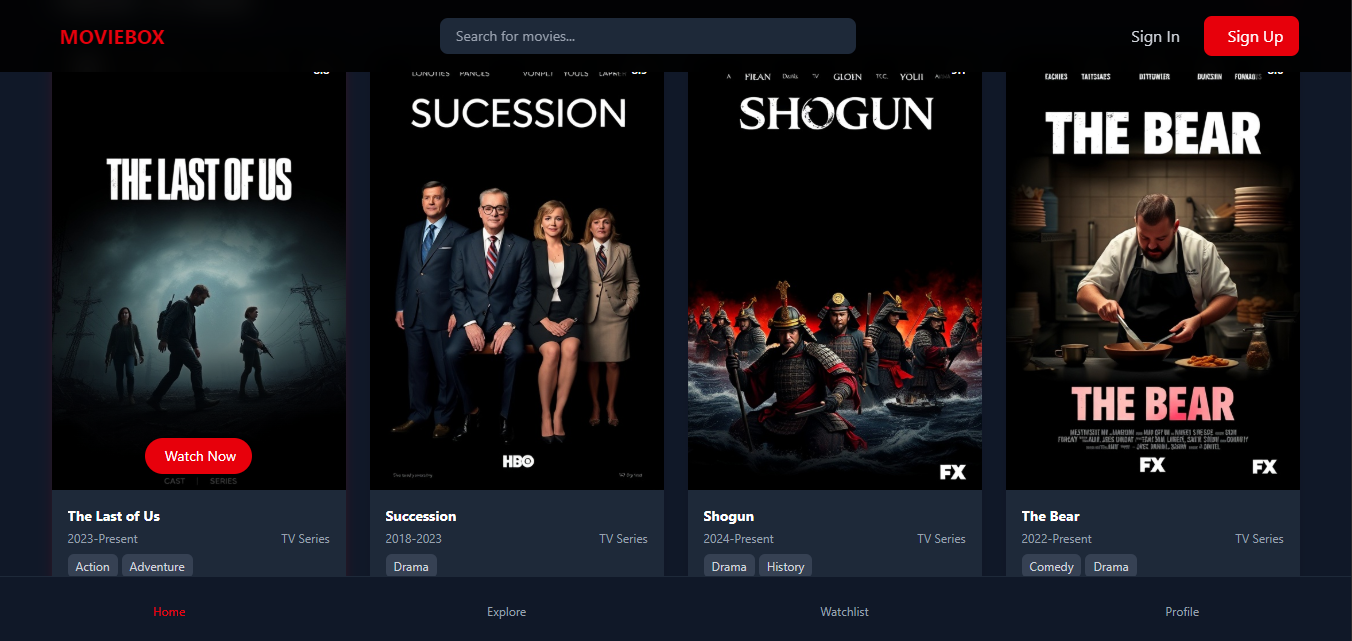 MOVIEBOX
Search for movies...
Sign In
Sign Up
THE LAST OF US
Watch Now
CAST | SERIES
The Last of Us
2023-Present
TV Series
Action
Adventure
SUCESSION
HBO
Succession
2018-2023
TV Series
Drama
SHOGUN
FX
Shogun
2024-Present
TV Series
Drama
History
THE BEAR
THE BEAR
FX
FX
The Bear
2022-Present
TV Series
Comedy
Drama
Home
Explore
Watchlist
Profile